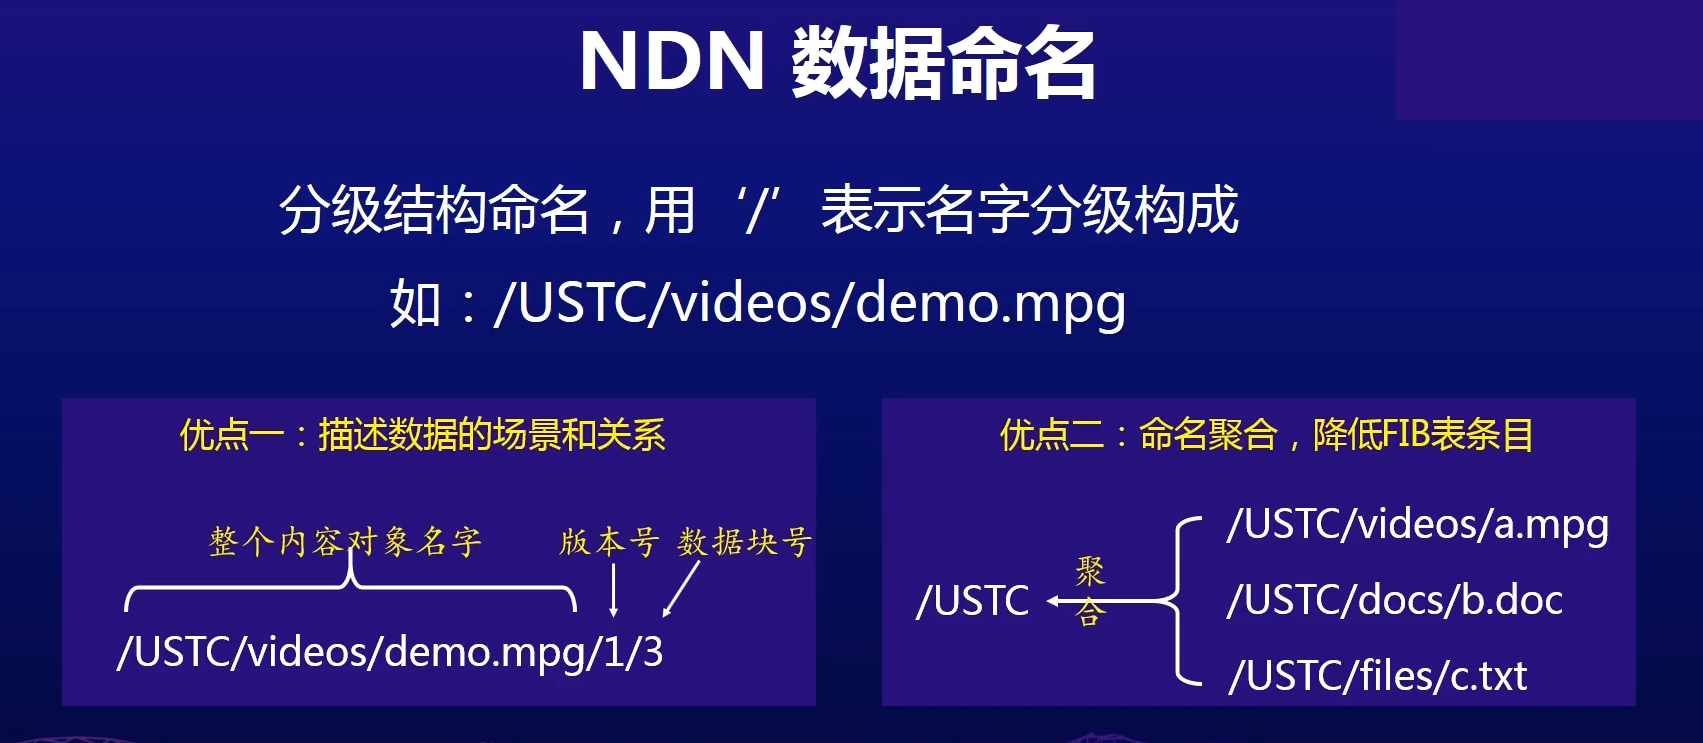 NDN 数据命名
分级结构命名，用‘/’表示名字分级构成
如：/USTC/videos/demo.mpg
优点一：描述数据的场景和关系
整个内容对象名字 版本号 数据块号
/USTC/videos/demo.mpg/1/3
优点二：命名聚合，降低FIB表条目
/USTC
聚合
/USTC/videos/a.mpg
/USTC/docs/b.doc
/USTC/files/c.txt